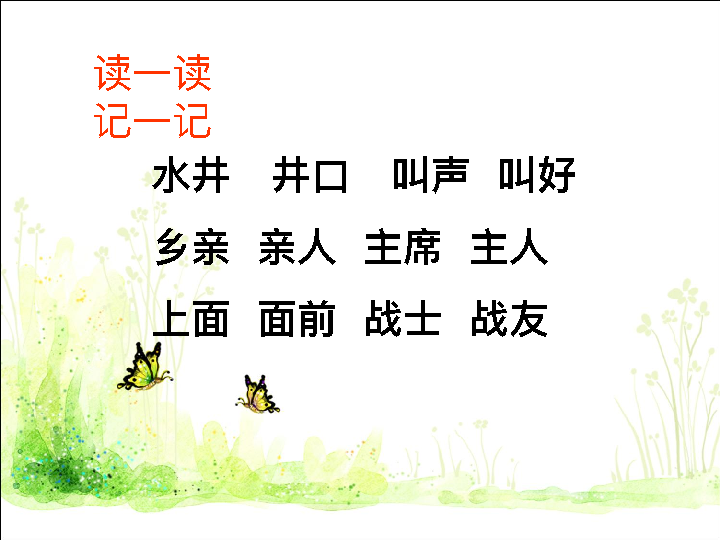 读一读
记一记
水井 井口 叫声 叫好
乡亲 亲人 主席 主人
上面 面前 战士 战友